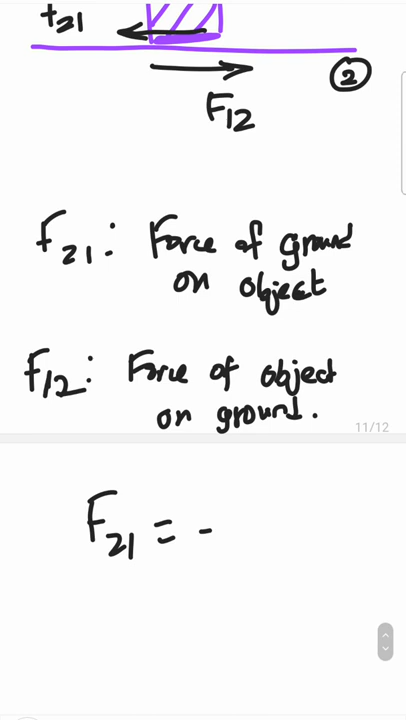 f21
②
F12
F21: Force of ground
on object
F12: Force of object
on ground.
11/12
F21 = -